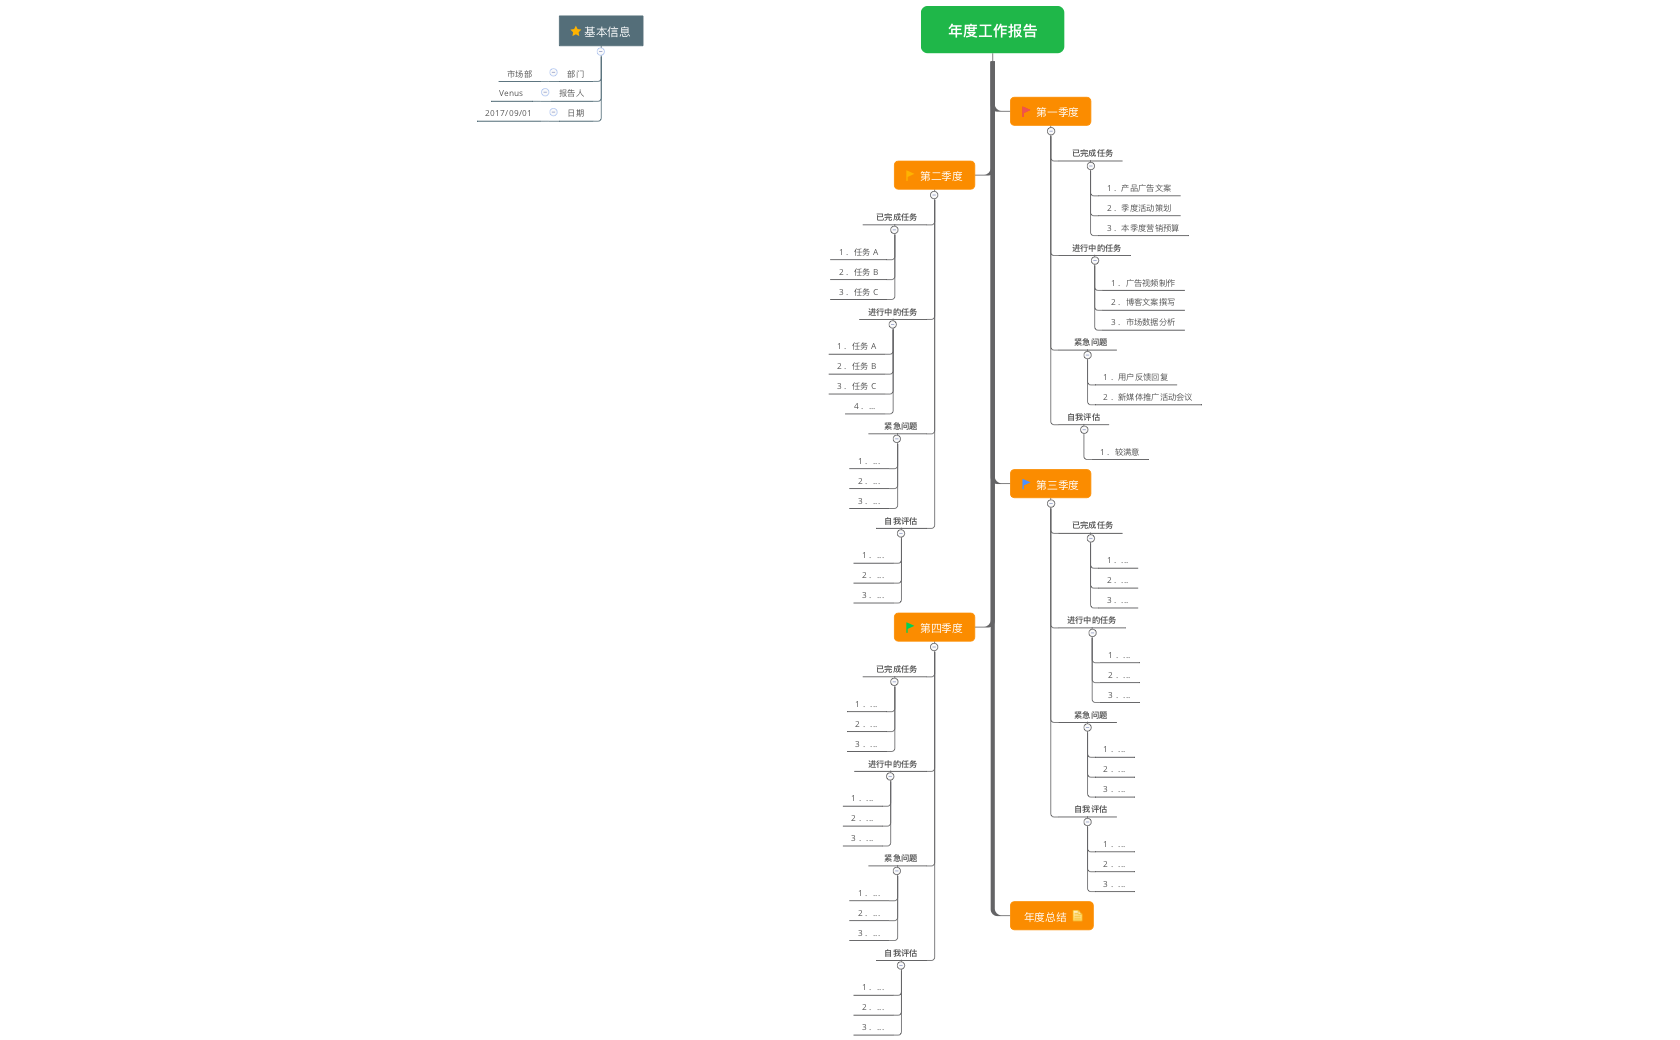 年度工作报告
基本信息
市场部 部门
Venus 报告人
2017/09/01 日期
第一季度
已完成任务
1. 产品广告文案
2. 季度活动策划
3. 本季度营销预算
进行中的任务
1. 广告视频制作
2. 博客文案撰写
3. 市场数据分析
紧急问题
1. 用户反馈回复
2. 新媒体推广活动会议
自我评估
1. 较满意
第二季度
已完成任务
1. 任务 A
2. 任务 B
3. 任务 C
进行中的任务
1. 任务 A
2. 任务 B
3. 任务 C
4. ...
紧急问题
1. ...
2. ...
3. ...
自我评估
1. ...
2. ...
3. ...
第三季度
已完成任务
1. ...
2. ...
3. ...
进行中的任务
1. ...
2. ...
3. ...
紧急问题
1. ...
2. ...
3. ...
自我评估
1. ...
2. ...
3. ...
第四季度
已完成任务
1. ...
2. ...
3. ...
进行中的任务
1. ...
2. ...
3. ...
紧急问题
1. ...
2. ...
3. ...
自我评估
1. ...
2. ...
3. ...
年度总结